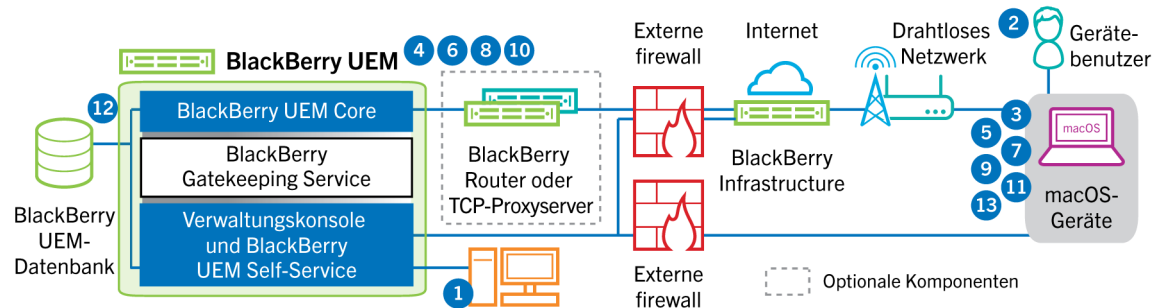 BlackBerry UEM
4
6
8
10
Externe
firewall
Internet
Drahtloses
Netzwerk
2
Geräte-
benutzer
12
BlackBerry UEM Core
BlackBerry
Gatekeeping Service
Verwaltungskonsole
und BlackBerry
UEM Self-Service
BlackBerry
UEM-
Datenbank
1
BlackBerry
Router oder
TCP-Proxyserver
BlackBerry
Infrastructure
3
5
7
9
11
13
macOS
macOS-
Geräte
Externe
firewall
Optionale Komponenten